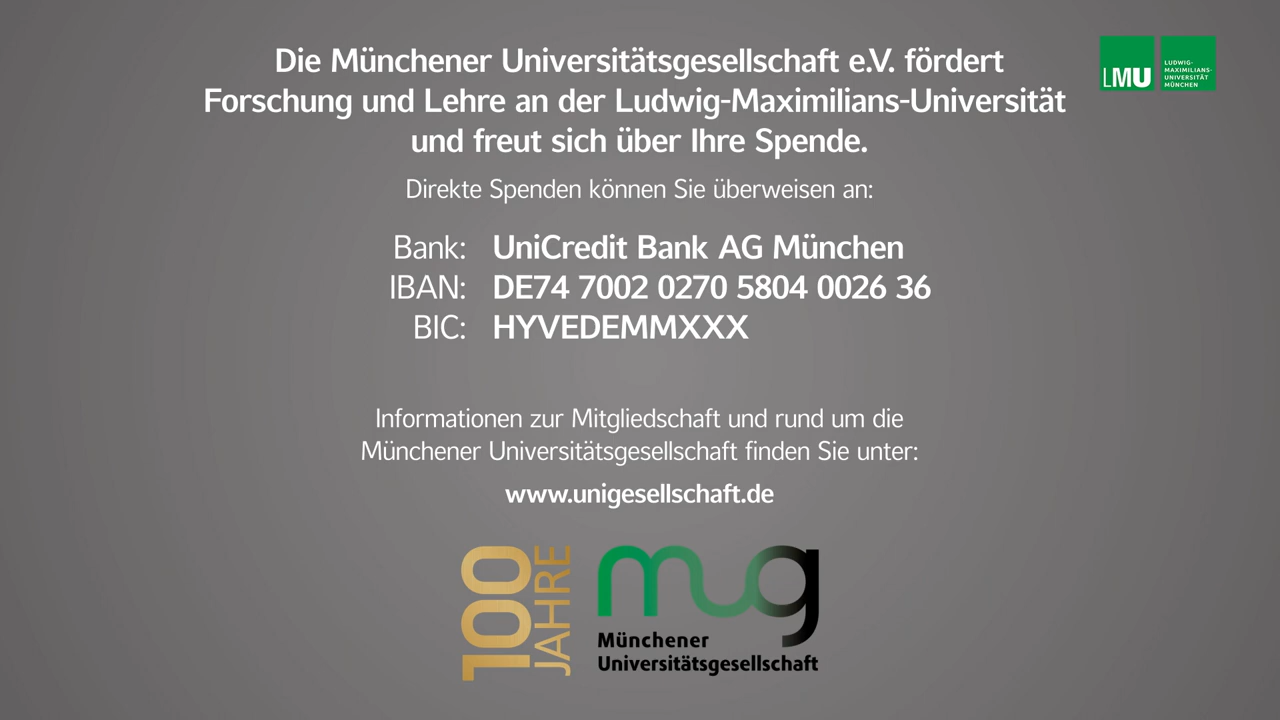 Die Münchener Universitätsgesellschaft e.V. fördert
Forschung und Lehre an der Ludwig-Maximilians-Universität
und freut sich über Ihre Spende.
LMU
LUDWIG-
MAXIMILIANS-
UNIVERSITÄT
MÜNCHEN
Direkte Spenden können Sie überweisen an:
Bank: UniCredit Bank AG München
IBAN: DE74 7002 0270 5804 0026 36
BIC: HYVEDEMMXXX
Informationen zur Mitgliedschaft und rund um die
Münchener Universitätsgesellschaft finden Sie unter:
www.unigesellschaft.de
100
JAHRE
mug
Münchener
Universitätsgesellschaft